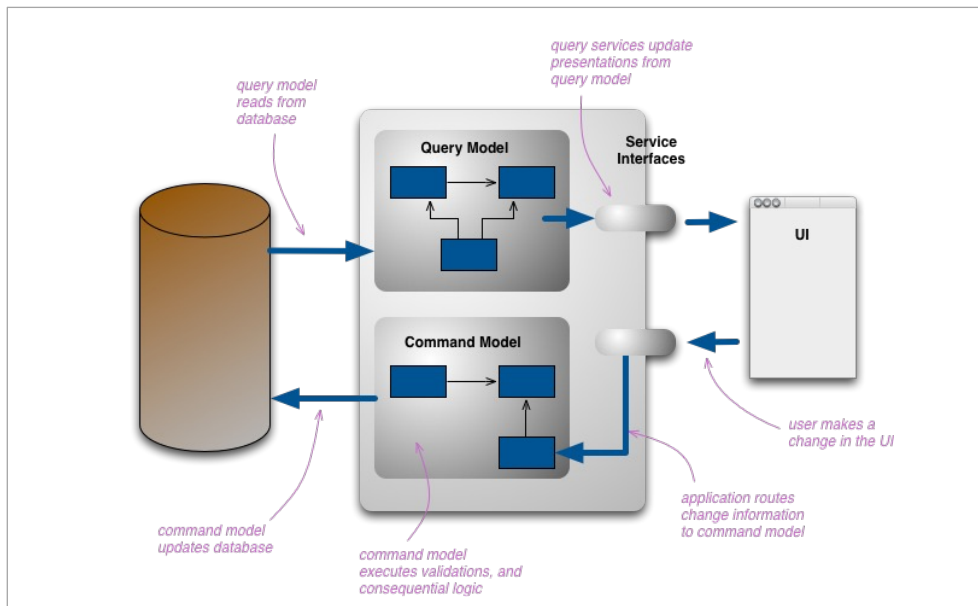 query services update
presentations from
query model
query model
reads from
database
Query Model
Service
Interfaces
UI
Command Model
user makes a
change in the UI
application routes
change information
to command model
command model
updates database
command model
executes validations, and
consequential logic